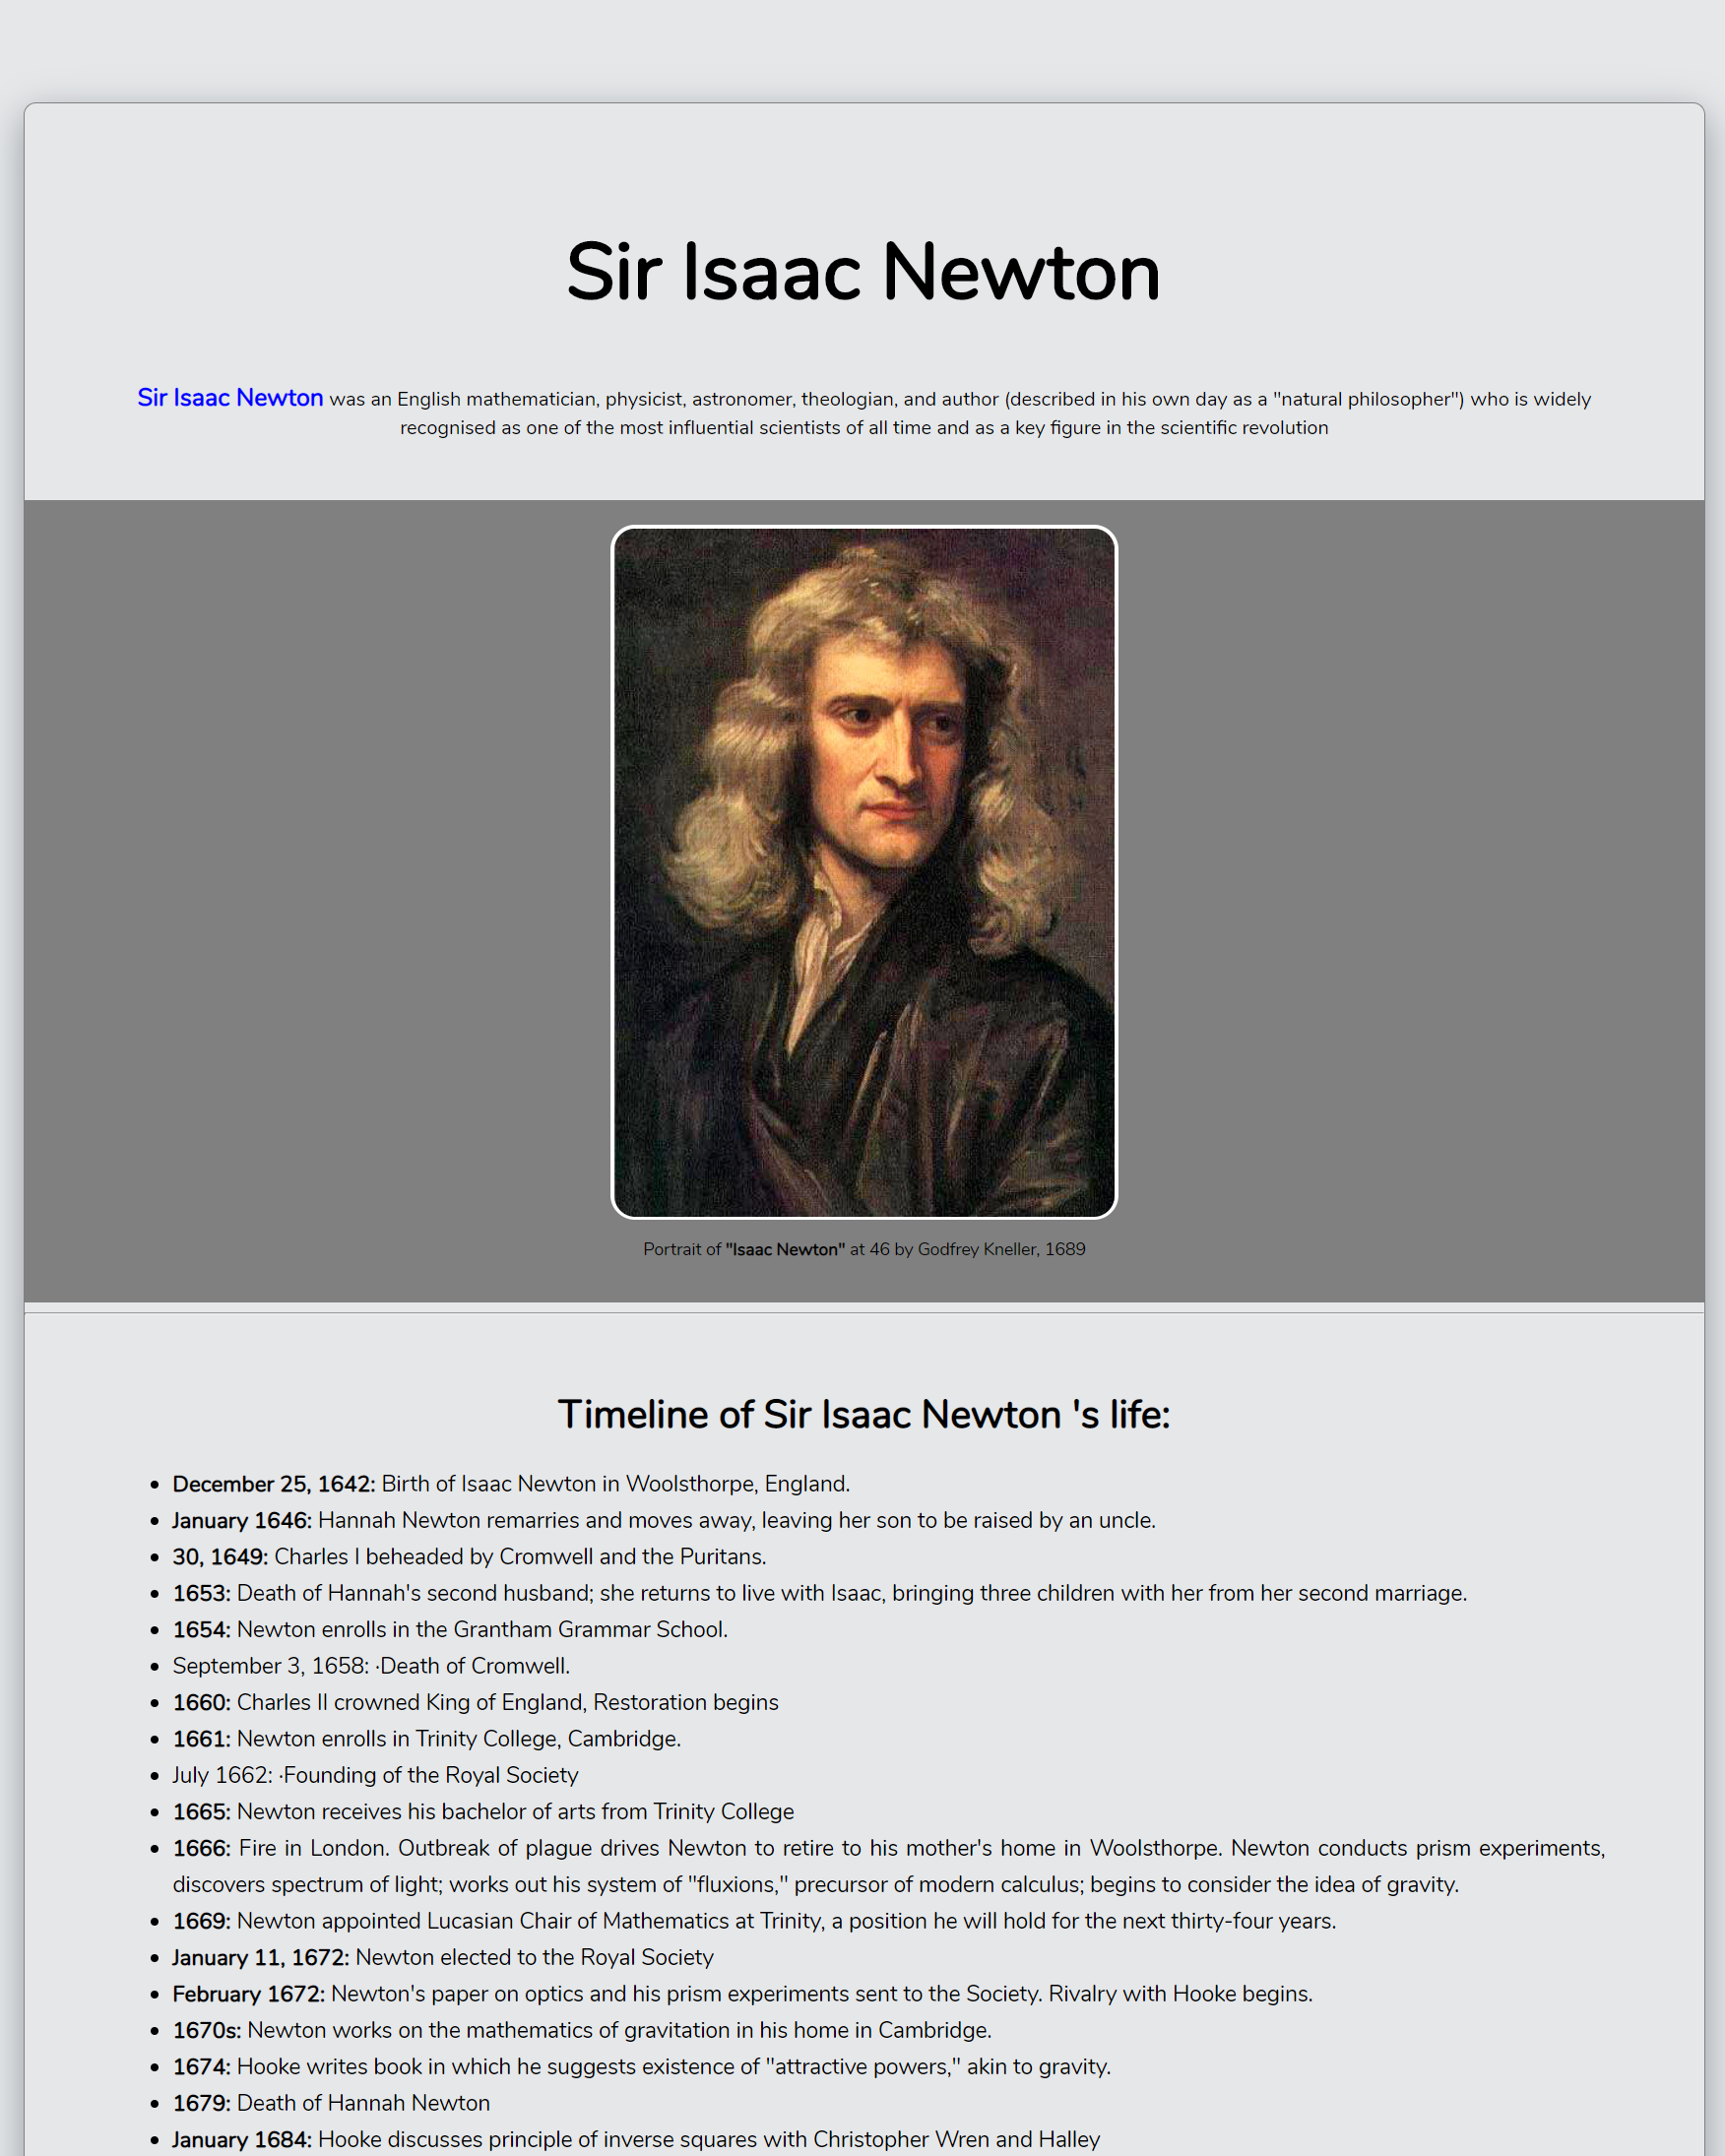 Sir Isaac Newton
Sir Isaac Newton was an English mathematician, physicist, astronomer, theologian, and author (described in his own day as a "natural philosopher") who is widely
recognised as one of the most influential scientists of all time and as a key figure in the scientific revolution
Portrait of "Isaac Newton" at 46 by Godfrey Kneller, 1689
Timeline of Sir Isaac Newton 's life:
• December 25, 1642: Birth of Isaac Newton in Woolsthorpe, England.
• January 1646: Hannah Newton remarries and moves away, leaving her son to be raised by an uncle.
• 30, 1649: Charles I beheaded by Cromwell and the Puritans.
• 1653: Death of Hannah's second husband; she returns to live with Isaac, bringing three children with her from her second marriage.
• 1654: Newton enrolls in the Grantham Grammar School.
• September 3, 1658: ·Death of Cromwell.
• 1660: Charles II crowned King of England, Restoration begins
• 1661: Newton enrolls in Trinity College, Cambridge.
• July 1662: ·Founding of the Royal Society
• 1665: Newton receives his bachelor of arts from Trinity College
• 1666: Fire in London. Outbreak of plague drives Newton to retire to his mother's home in Woolsthorpe. Newton conducts prism experiments,
discovers spectrum of light; works out his system of "fluxions," precursor of modern calculus; begins to consider the idea of gravity.
• 1669: Newton appointed Lucasian Chair of Mathematics at Trinity, a position he will hold for the next thirty-four years.
• January 11, 1672: Newton elected to the Royal Society
• February 1672: Newton's paper on optics and his prism experiments sent to the Society. Rivalry with Hooke begins.
• 1670s: Newton works on the mathematics of gravitation in his home in Cambridge.
• 1674: Hooke writes book in which he suggests existence of "attractive powers," akin to gravity.
• 1679: Death of Hannah Newton
• January 1684: Hooke discusses principle of inverse squares with Christopher Wren and Halley